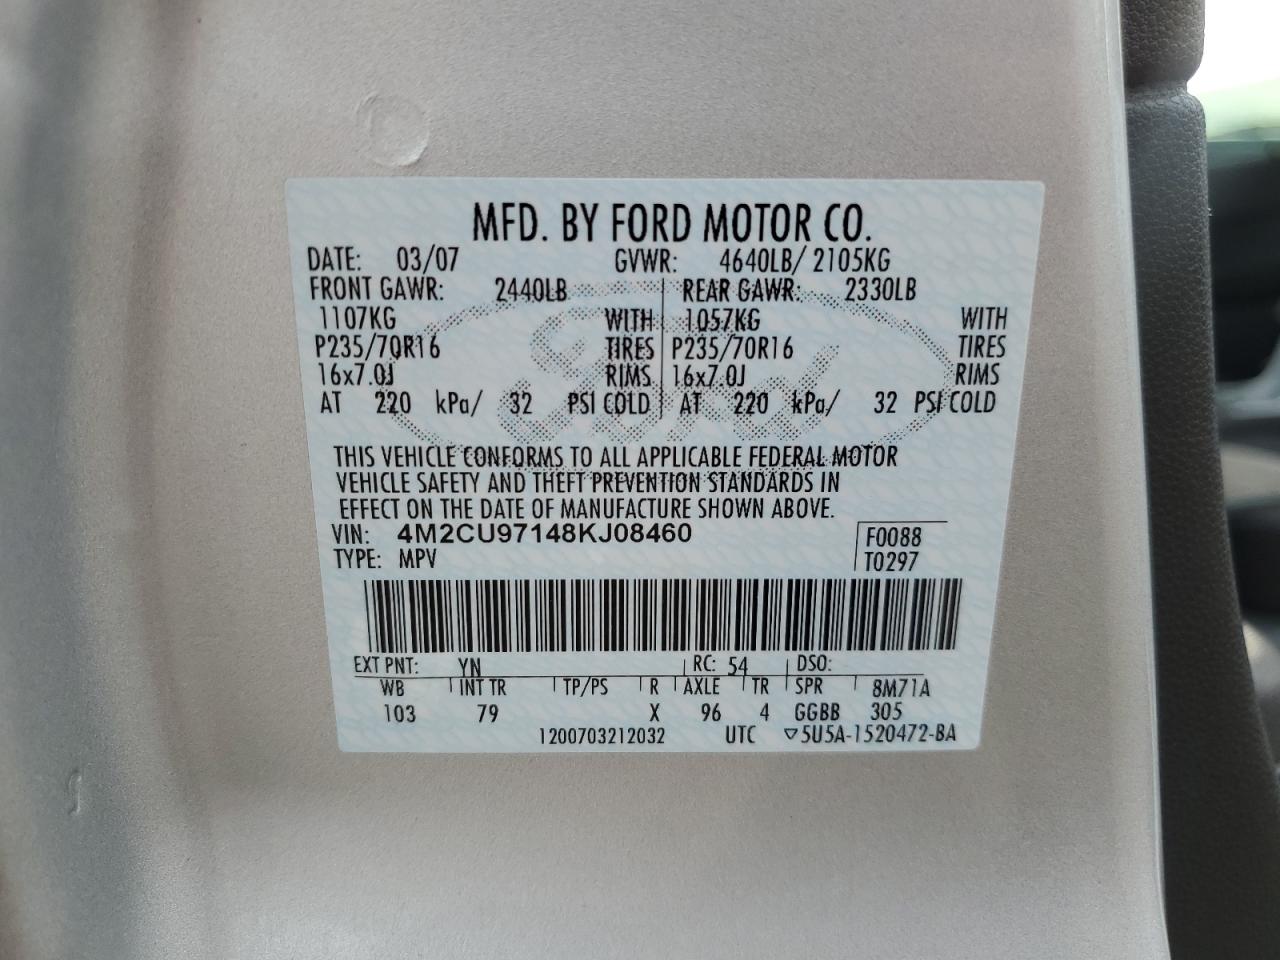 MFD. BY FORD MOTOR CO.
DATE: 03/07 GVWR: 4640LB/ 2105KG
FRONT GAWR: 2440LB REAR GAWR: 2330LB
1107KG WITH 1057KG WITH
P235/70R16 TIRES P235/70R16 TIRES
16x7.0J RIMS 16x7.0J RIMS
AT 220 kPa/ 32 PSI COLD AT 220 kPa/ 32 PSI COLD
Ford
THIS VEHICLE CONFORMS TO ALL APPLICABLE FEDERAL MOTOR
VEHICLE SAFETY AND THEFT PREVENTION STANDARDS IN
EFFECT ON THE DATE OF MANUFACTURE SHOWN ABOVE.
VIN: 4M2CU97148KJ08460 F0088
TYPE: MPV T0297
EXT PNT: YN RC: 54 DSO:
WB INT TR TP/PS R AXLE TR SPR 8M71A
103 79 X 96 4 GGBB 305
1200703212032 UTC ▽5U5A-1520472-BA